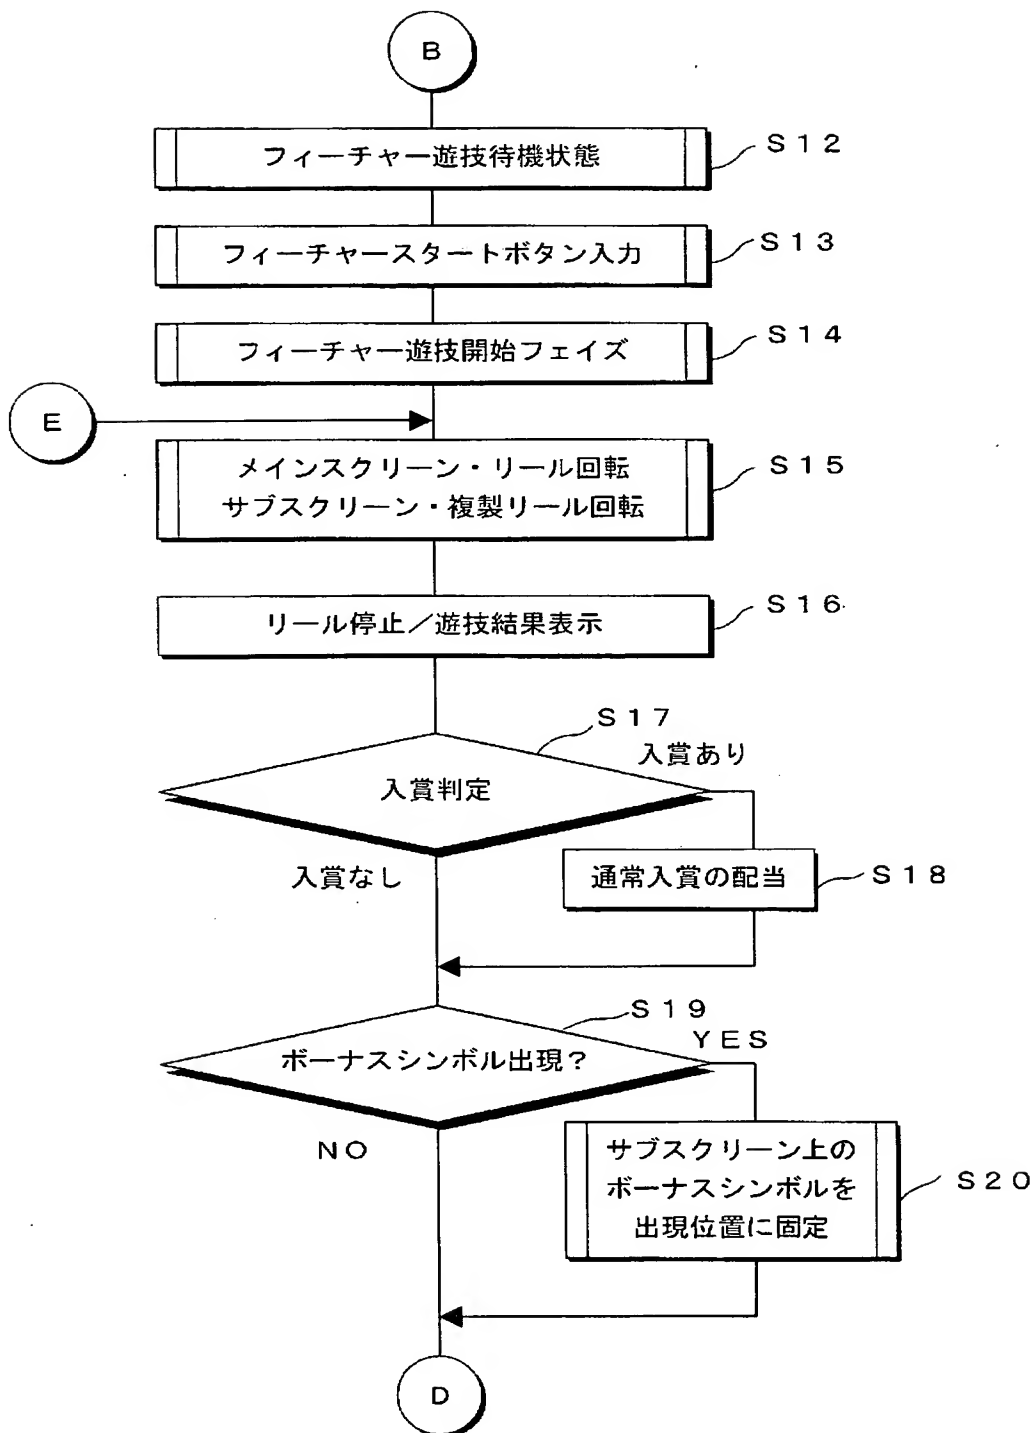 B
フィーチャー遊技待機状態
S12
フィーチャースタートボタン入力
S13
フィーチャー遊技開始フェイズ
S14
E
メインスクリーン・リール回転
サブスクリーン・複製リール回転
S15
リール停止／遊技結果表示
S16
S17
入賞あり
入賞判定
入賞なし
通常入賞の配当
S18
S19
YES
ボーナスシンボル出現？
NO
サブスクリーン上の
ボーナスシンボルを
出現位置に固定
S20
D